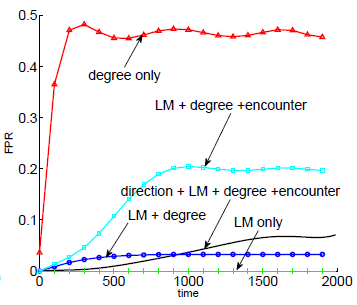 0.5
0.4
0.3
0.2
0.1
0
FPR
degree only
LM + degree +encounter
direction + LM + degree +encounter
LM + degree
LM only
0 500 1000 1500 2000
time